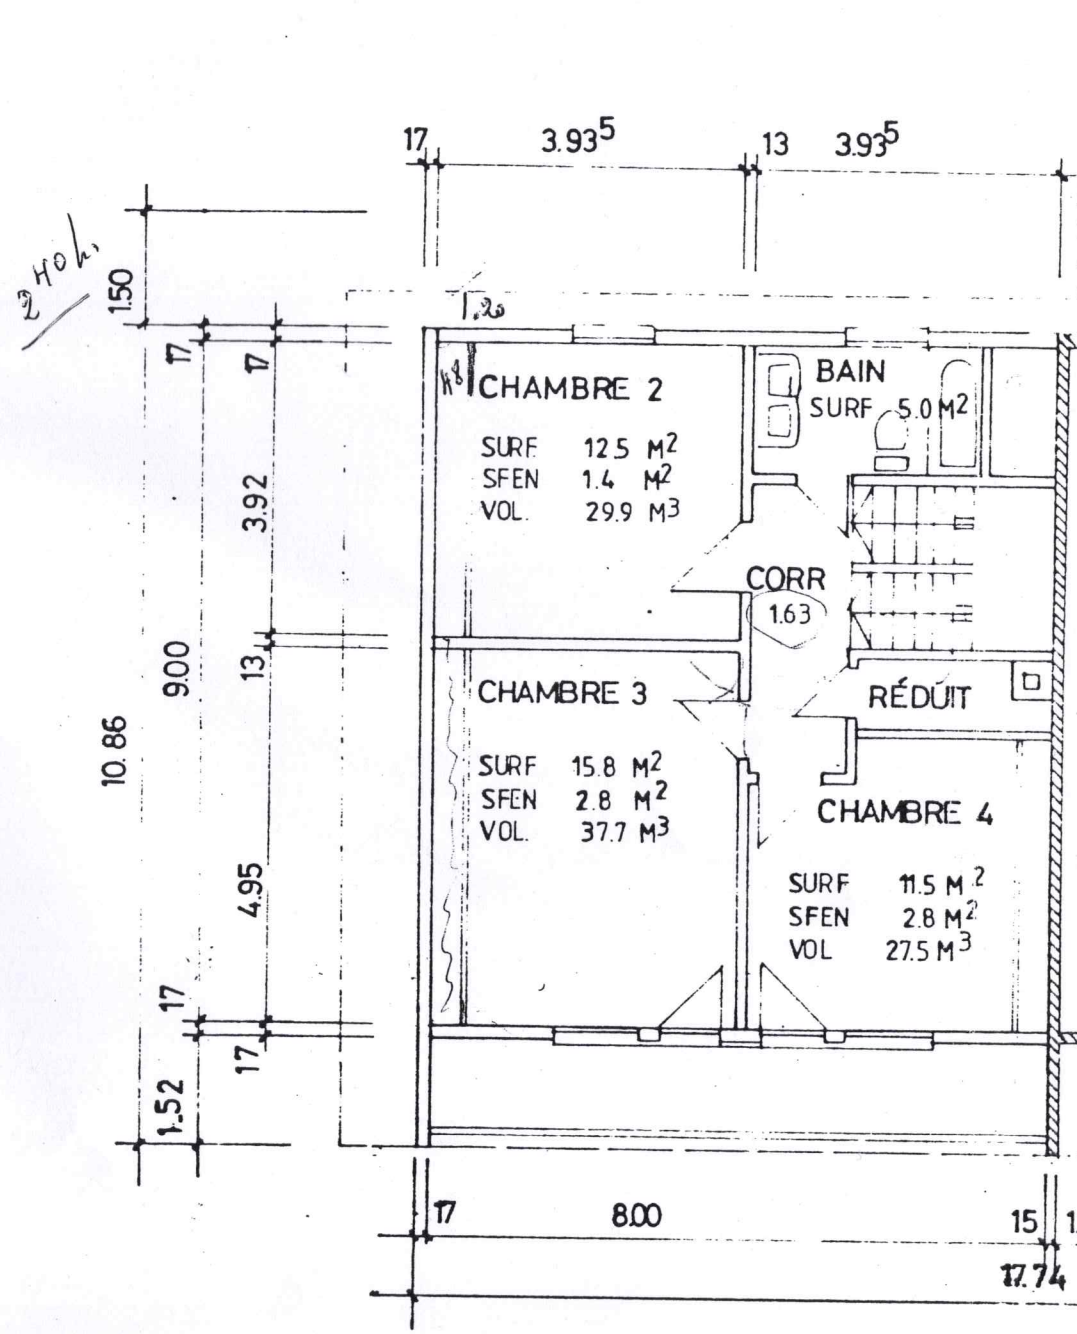 17 3.93⁵ 13 3.93⁵
2 40 h.
1.50
1.20
17 17
48
CHAMBRE 2
SURF 12.5 M²
SFEN 1.4 M²
VOL. 29.9 M³
BAIN
SURF 5.0 M²
3.92
CORR
1.63
9.00
13
10.86
CHAMBRE 3
SURF 15.8 M²
SFEN 2.8 M²
VOL. 37.7 M³
RÉDUIT
CHAMBRE 4
SURF 11.5 M²
SFEN 2.8 M²
VOL 27.5 M³
4.95
17
17
1.52
17 8.00 15 1.
17.74